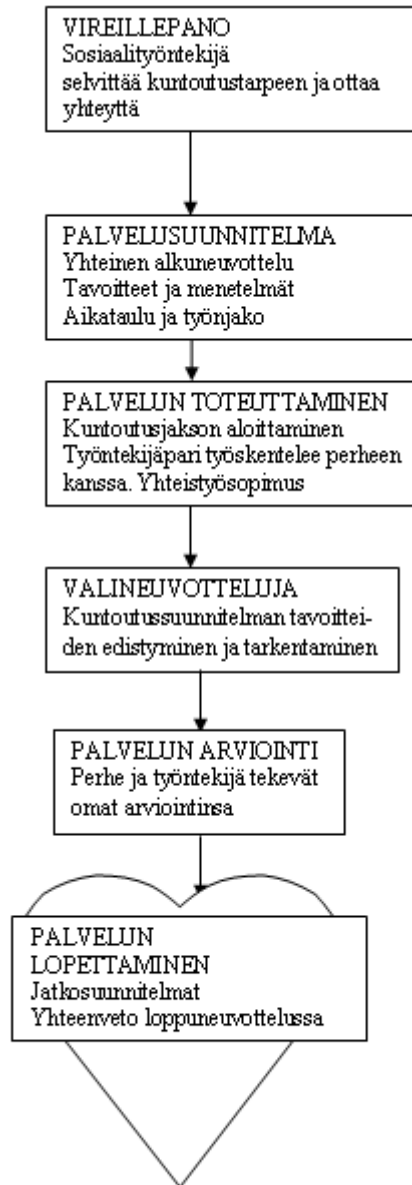 VIREILLEPANO
Sosiaalityöntekijä
selvittää kuntoutustarpeen ja ottaa
yhteyttä
PALVELUSUUNNITELMA
Yhteinen alkuneuvottelu
Tavoitteet ja menetelmät
Aikataulu ja työnjako
PALVELUN TOTEUTTAMINEN
Kuntoutusjakson aloittaminen
Työntekijäpari työskentelee perheen
kanssa. Yhteistyösopimus
VALINEUVOTTELUJA
Kuntoutussuunnitelman tavoittei-
den edistyminen ja tarkentaminen
PALVELUN ARVIOINTI
Perhe ja työntekijä tekevät
omat arviointinsa
PALVELUN
LOPETTAMINEN
Jatkosuunnitelmat
Yhteenveto loppuneuvottelussa